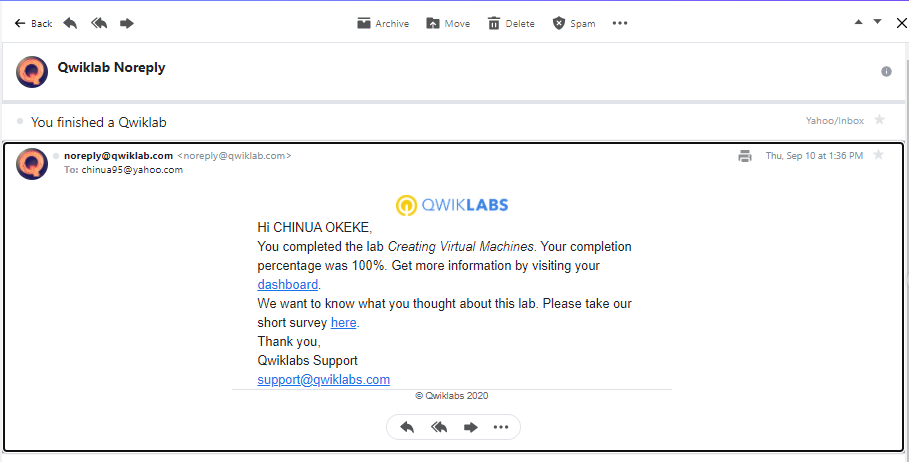 Back
Archive Move Delete Spam
Qwiklab Noreply
You finished a Qwiklab Yahoo/Inbox
noreply@qwiklab.com <noreply@qwiklab.com> Thu, Sep 10 at 1:36 PM
To: chinua95@yahoo.com
QWIKLABS
Hi CHINUA OKEKE,
You completed the lab Creating Virtual Machines. Your completion
percentage was 100%. Get more information by visiting your
dashboard.
We want to know what you thought about this lab. Please take our
short survey here.
Thank you,
Qwiklabs Support
support@qwiklabs.com
© Qwiklabs 2020